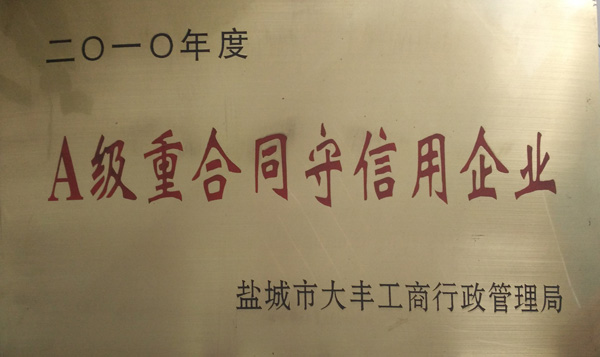 二〇一〇年度
A级重合同守信用企业
盐城市大丰工商行政管理局